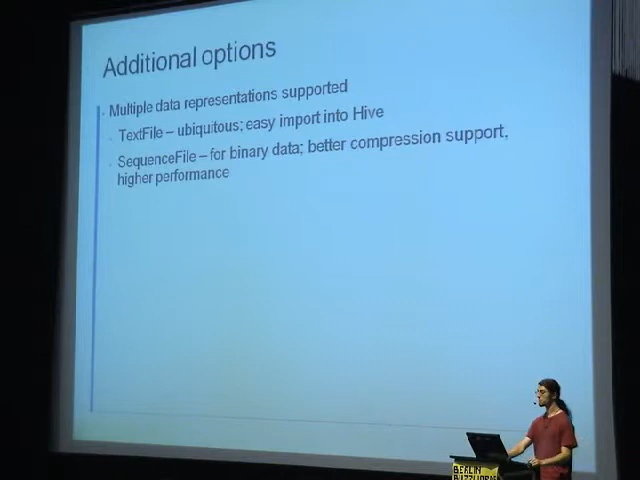 Additional options
Multiple data representations supported
TextFile – ubiquitous; easy import into Hive
SequenceFile – for binary data; better compression support,
higher performance
BERLIN
BUZZWORDS